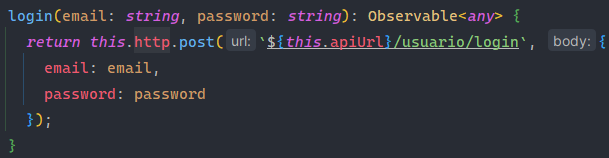 login(email: string, password: string): Observable<any> {
return this.http.post( url: `${this.apiUrl}/usuario/login`, body: {
email: email,
password: password
});
}